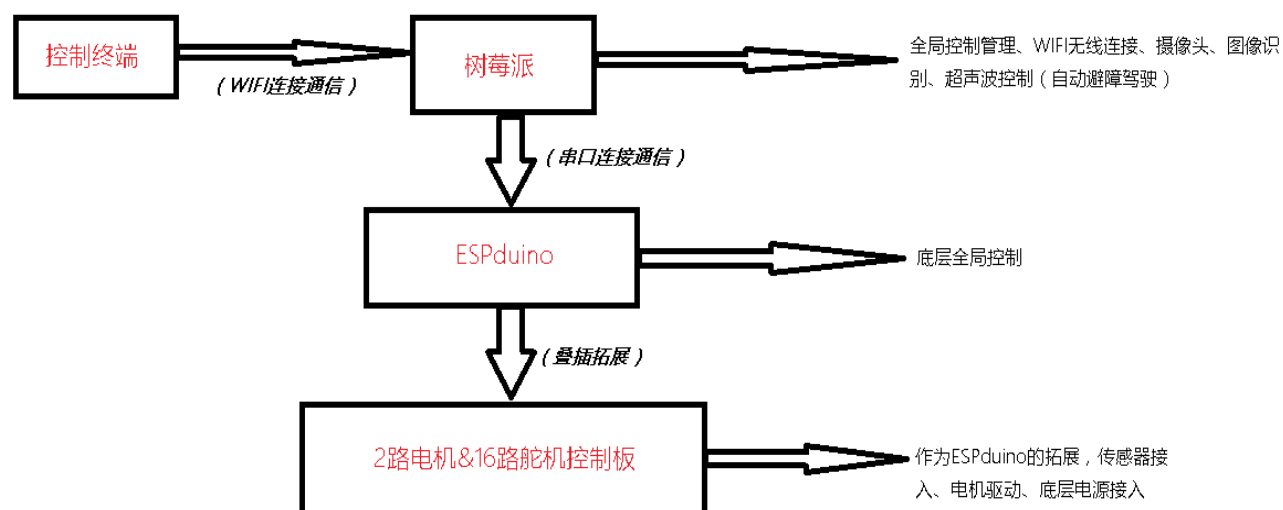 控制终端
(WIFI连接通信)
树莓派
全局控制管理、WIFI无线连接、摄像头、图像识
别、超声波控制(自动避障驾驶)
(串口连接通信)
ESPduino
底层全局控制
(叠插拓展)
2路电机&16路舵机控制板
作为ESPduino的拓展,传感器接
入、电机驱动、底层电源接入